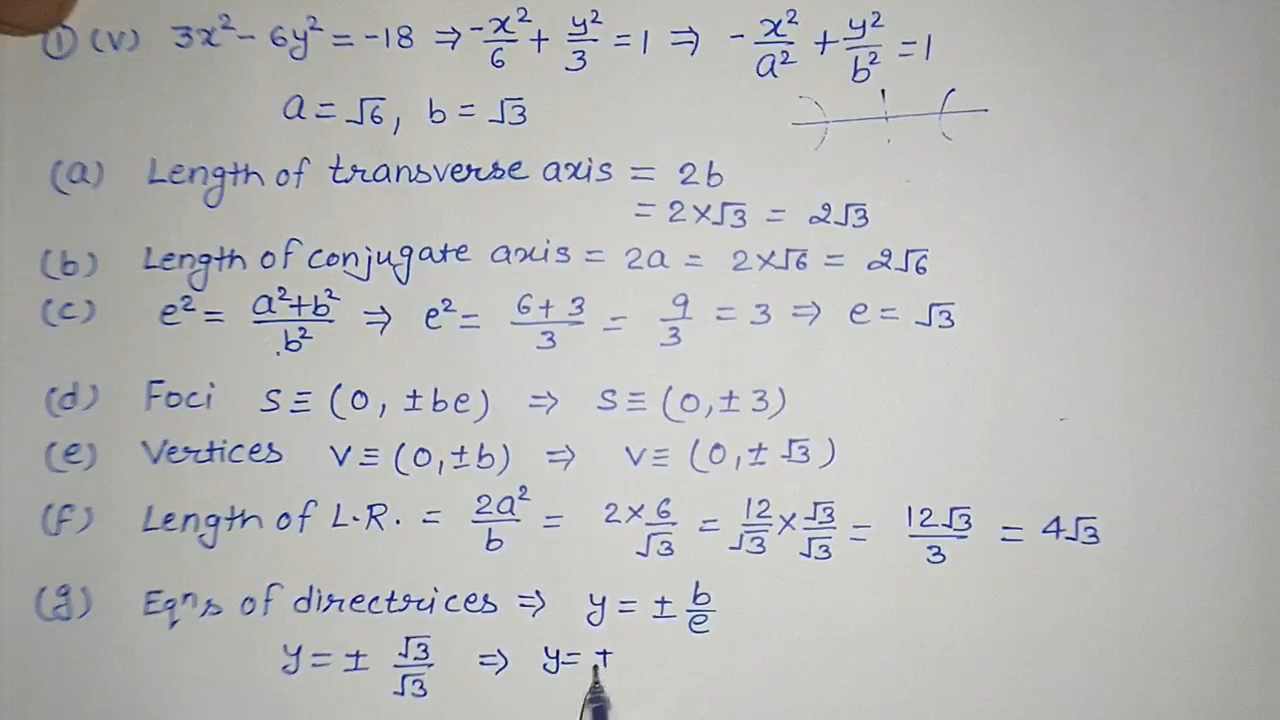 ① (V) 3x² - 6y² = -18 ⇒ -x²/6 + y²/3 = 1 ⇒ -x²/a² + y²/b² = 1
a = √6, b = √3
(a) Length of transverse axis = 2b
= 2×√3 = 2√3
(b) Length of conjugate axis = 2a = 2×√6 = 2√6
(c) e² = a²+b²/b² ⇒ e² = 6+3/3 = 9/3 = 3 ⇒ e = √3
(d) Foci S ≡ (0, ±be) ⇒ S ≡ (0, ±3)
(e) Vertices V ≡ (0, ±b) ⇒ V ≡ (0, ±√3)
(f) Length of L.R. = 2a²/b = 2×6/√3 = 12/√3 × √3/√3 = 12√3/3 = 4√3
(g) Eqⁿs of directrices ⇒ y = ± b/e
y = ± √3/√3 ⇒ y = +